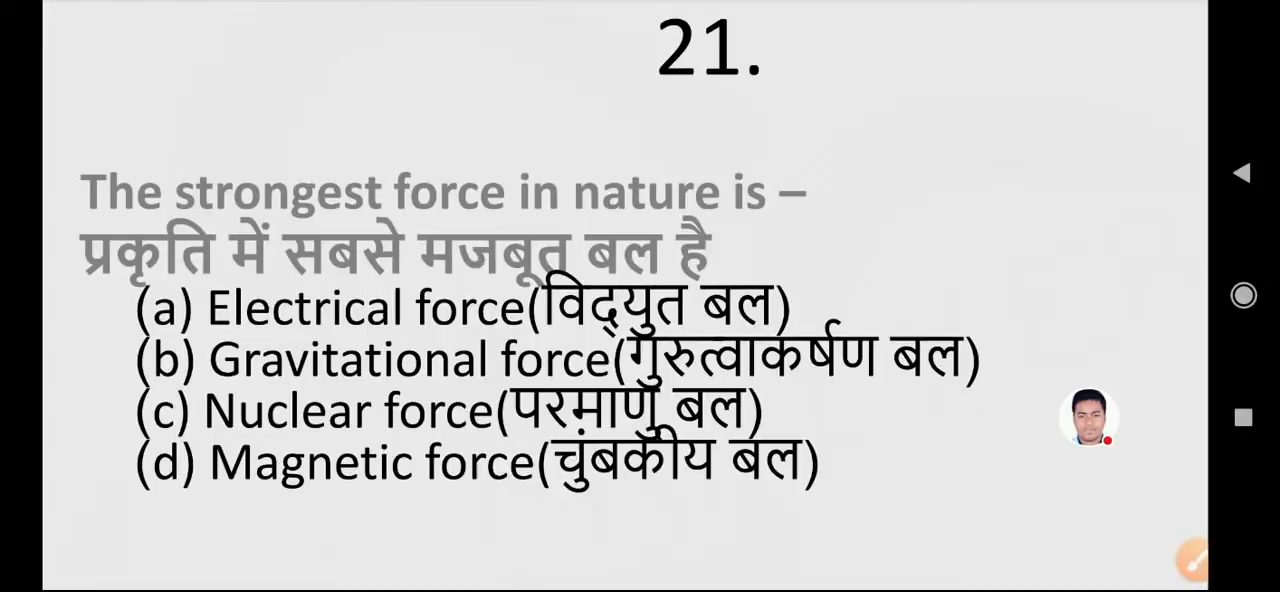 21.
The strongest force in nature is –
प्रकृति में सबसे मजबूत बल है
(a) Electrical force(विद्युत बल)
(b) Gravitational force(गुरुत्वाकर्षण बल)
(c) Nuclear force(परमाणु बल)
(d) Magnetic force(चुंबकीय बल)